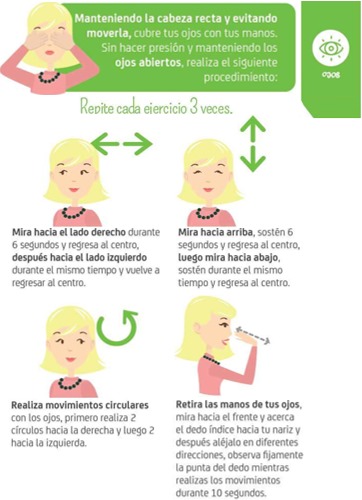 Manteniendo la cabeza recta y evitando
moverla, cubre tus ojos con tus manos.
Sin hacer presión y manteniendo los
ojos abiertos, realiza el siguiente
procedimiento:
OJOS
Repite cada ejercicio 3 veces.
Mira hacia el lado derecho durante
6 segundos y regresa al centro,
después hacia el lado izquierdo
durante el mismo tiempo y vuelve a
regresar al centro.
Mira hacia arriba, sostén 6
segundos y regresa al centro,
luego mira hacia abajo,
sostén durante el mismo
tiempo y regresa al centro.
Realiza movimientos circulares
con los ojos, primero realiza 2
círculos hacia la derecha y luego 2
hacia la izquierda.
Retira las manos de tus ojos,
mira hacia el frente y acerca
el dedo índice hacia tu nariz y
después aléjalo en diferentes
direcciones, observa fijamente
la punta del dedo mientras
realizas los movimientos
durante 10 segundos.